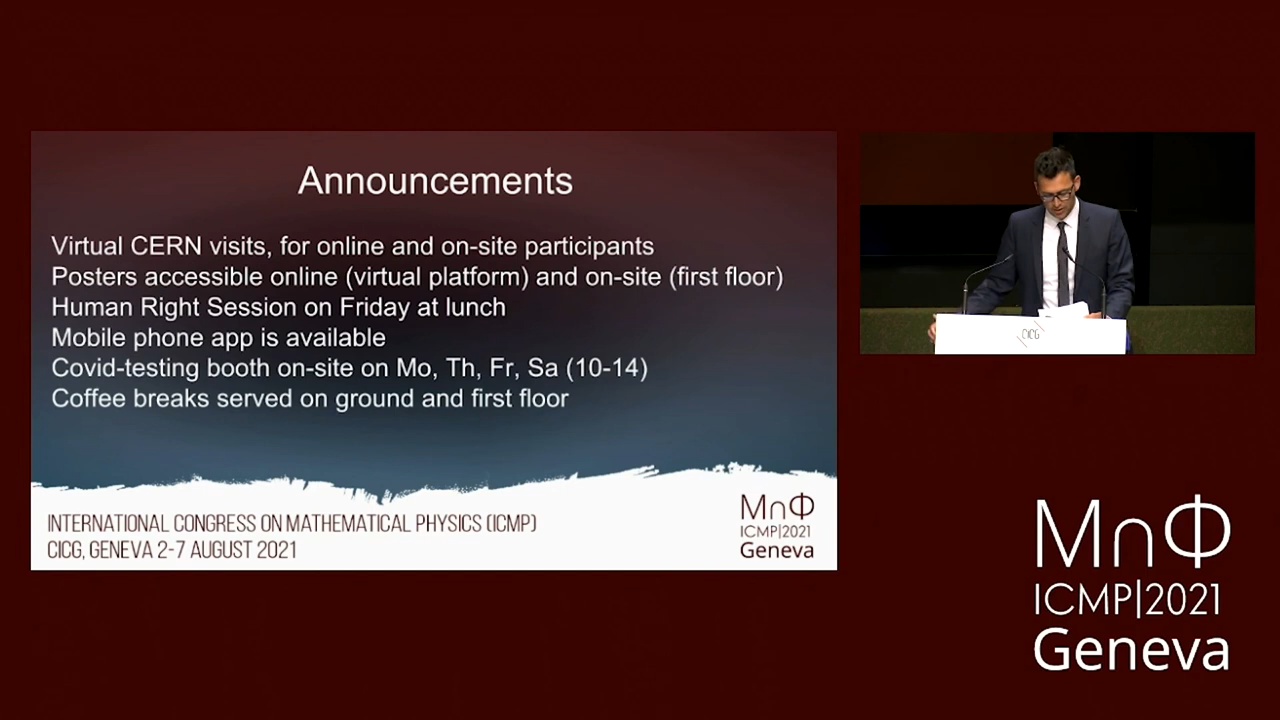 Announcements
Virtual CERN visits, for online and on-site participants
Posters accessible online (virtual platform) and on-site (first floor)
Human Right Session on Friday at lunch
Mobile phone app is available
Covid-testing booth on-site on Mo, Th, Fr, Sa (10-14)
Coffee breaks served on ground and first floor
INTERNATIONAL CONGRESS ON MATHEMATICAL PHYSICS (ICMP)
CICG, GENEVA 2-7 AUGUST 2021
M∩Φ
ICMP|2021
Geneva
CICG
M∩Φ
ICMP|2021
Geneva